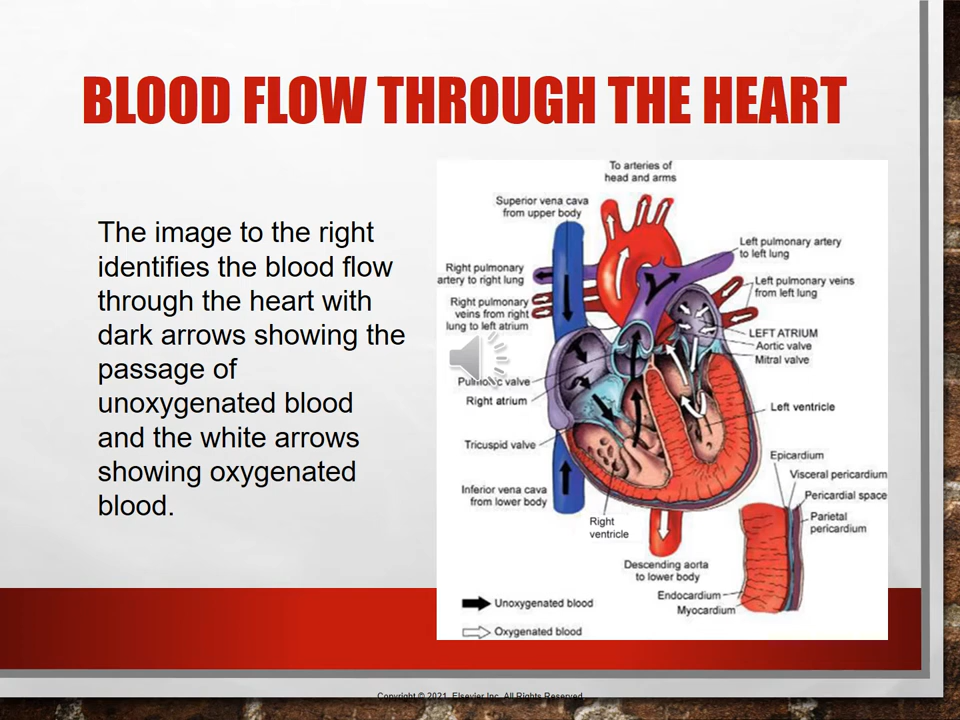 BLOOD FLOW THROUGH THE HEART
The image to the right
identifies the blood flow
through the heart with
dark arrows showing the
passage of
unoxygenated blood
and the white arrows
showing oxygenated
blood.
To arteries of
head and arms
Superior vena cava
from upper body
Left pulmonary artery
to left lung
Right pulmonary
artery to right lung
Left pulmonary veins
from left lung
Right pulmonary
veins from right
lung to left atrium
LEFT ATRIUM
Aortic valve
Mitral valve
Pulmonic valve
Right atrium
Left ventricle
Tricuspid valve
Epicardium
Visceral pericardium
Pericardial space
Parietal
pericardium
Inferior vena cava
from lower body
Right
ventricle
Descending aorta
to lower body
Endocardium
Myocardium
Unoxygenated blood
Oxygenated blood
Copyright © 2021, Elsevier Inc. All Rights Reserved.